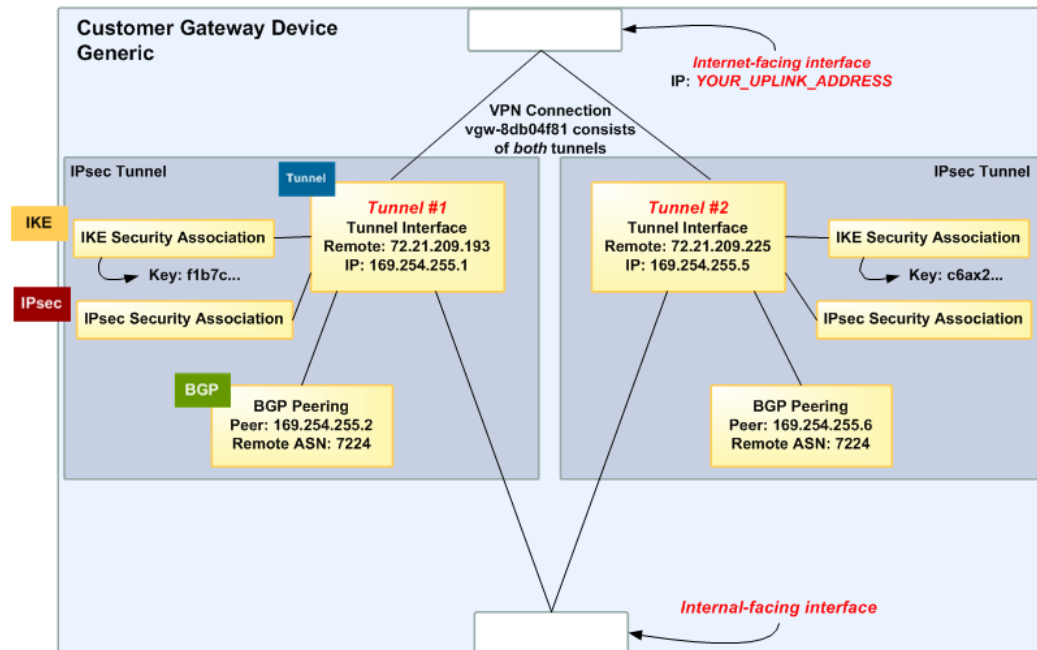 Customer Gateway Device
Generic
Internet-facing interface
IP: YOUR_UPLINK_ADDRESS
VPN Connection
vgw-8db04f81 consists
of both tunnels
IPsec Tunnel
Tunnel
IKE
IKE Security Association
Key: f1b7c...
IPsec
IPsec Security Association
Tunnel #1
Tunnel Interface
Remote: 72.21.209.193
IP: 169.254.255.1
BGP
BGP Peering
Peer: 169.254.255.2
Remote ASN: 7224
IPsec Tunnel
Tunnel #2
Tunnel Interface
Remote: 72.21.209.225
IP: 169.254.255.5
IKE Security Association
Key: c6ax2...
IPsec Security Association
BGP Peering
Peer: 169.254.255.6
Remote ASN: 7224
Internal-facing interface